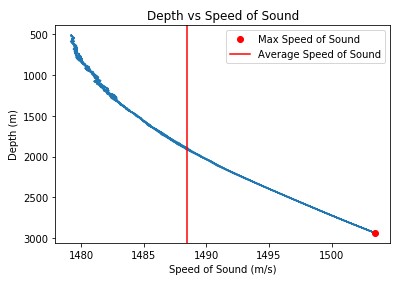 Depth vs Speed of Sound
Max Speed of Sound
Average Speed of Sound
Depth (m)
500
1000
1500
2000
2500
3000
1480
1485
1490
1495
1500
Speed of Sound (m/s)